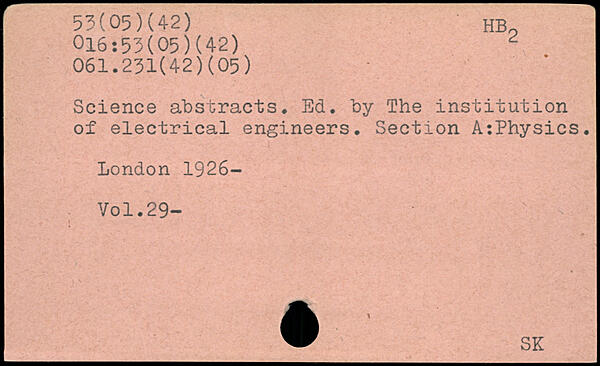 53(05)(42)
HB2
016:53(05)(42)
061.231(42)(05)
Science abstracts. Ed. by The institution
of electrical engineers. Section A:Physics.
London 1926-
Vol.29-
SK